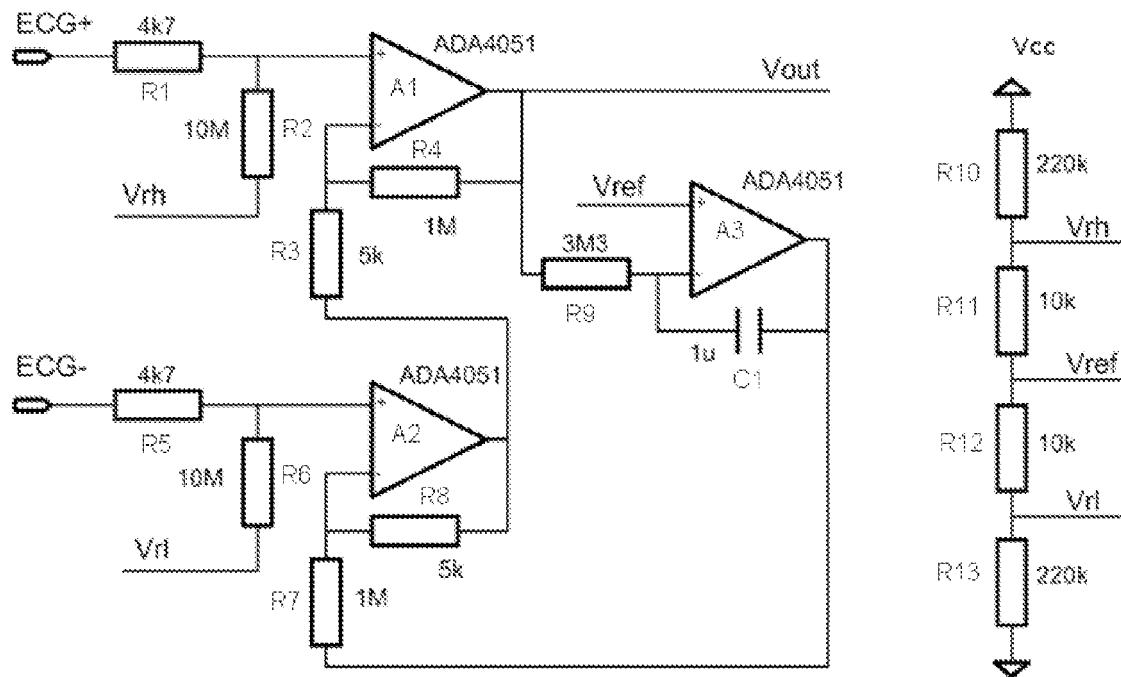 ECG+
4k7
R1
10M
R2
Vrh
ADA4051
+
A1
-
R4
1M
R3
5k
Vout
Vref
ADA4051
+
A3
-
3M3
R9
1u
C1
ECG-
4k7
R5
10M
R6
Vrl
ADA4051
+
A2
-
R8
5k
R7
1M
Vcc
R10
220k
Vrh
R11
10k
Vref
R12
10k
Vrl
R13
220k